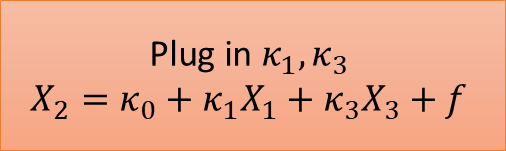 Plug in κ₁, κ₃
X₂ = κ₀ + κ₁X₁ + κ₃X₃ + f